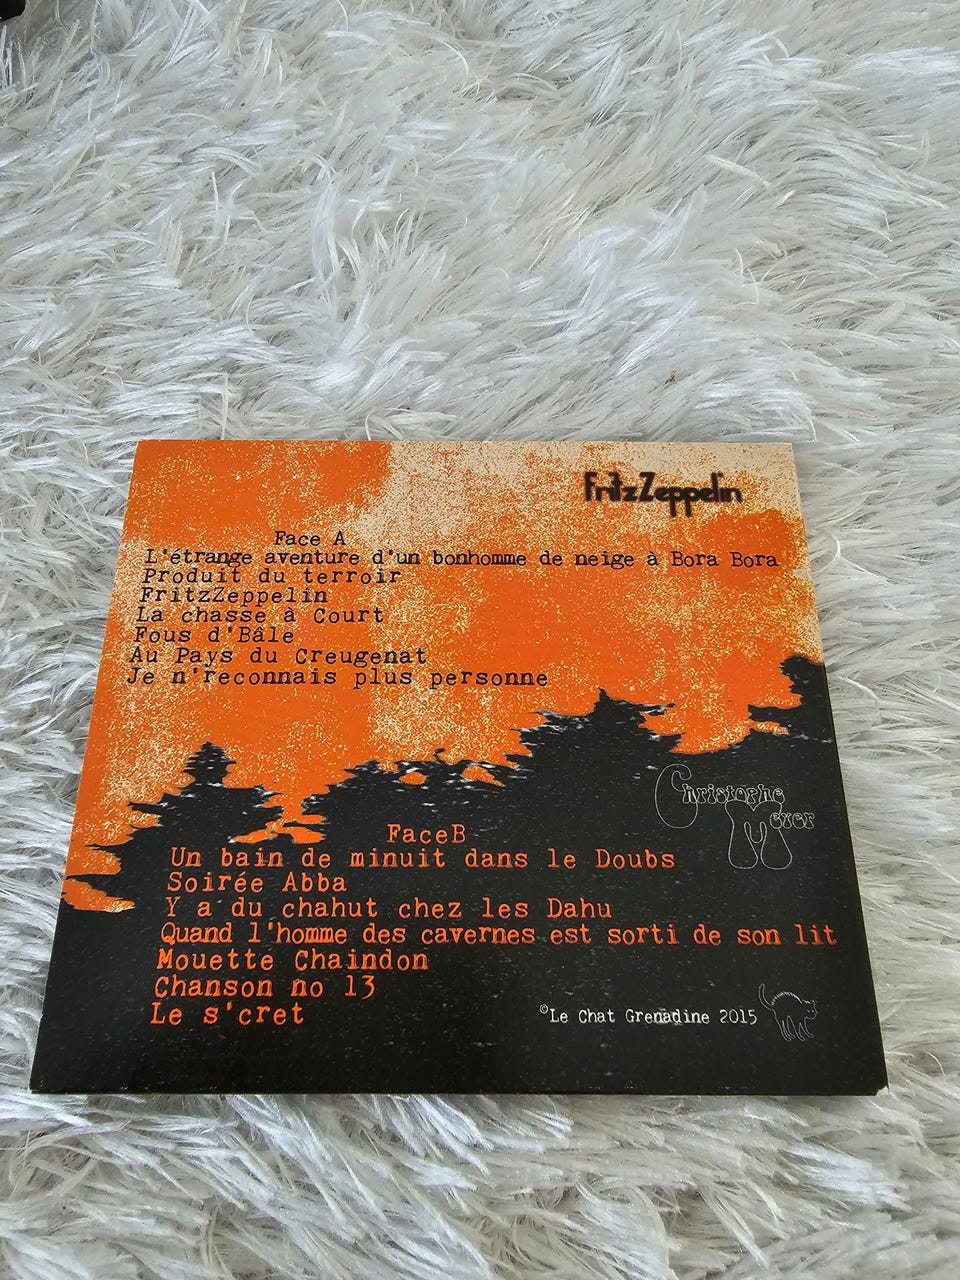 FritzZeppelin
Face A
L'étrange aventure d'un bonhomme de neige à Bora Bora
Produit du terroir
FritzZeppelin
La chasse à Court
Fous d'Bâle
Au Pays du Creugenat
Je n'reconnais plus personne
Christophe
Meyer
FaceB
Un bain de minuit dans le Doubs
Soirée Abba
Y a du chahut chez les Dahu
Quand l'homme des cavernes est sorti de son lit
Mouette Chaindon
Chanson no 13
Le s'cret
©Le Chat Grenadine 2015